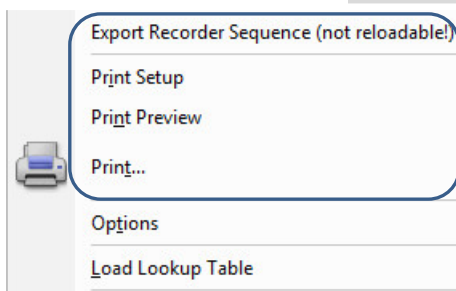 Export Recorder Sequence (not reloadable!)
Print Setup
Print Preview
Print...
Options
Load Lookup Table